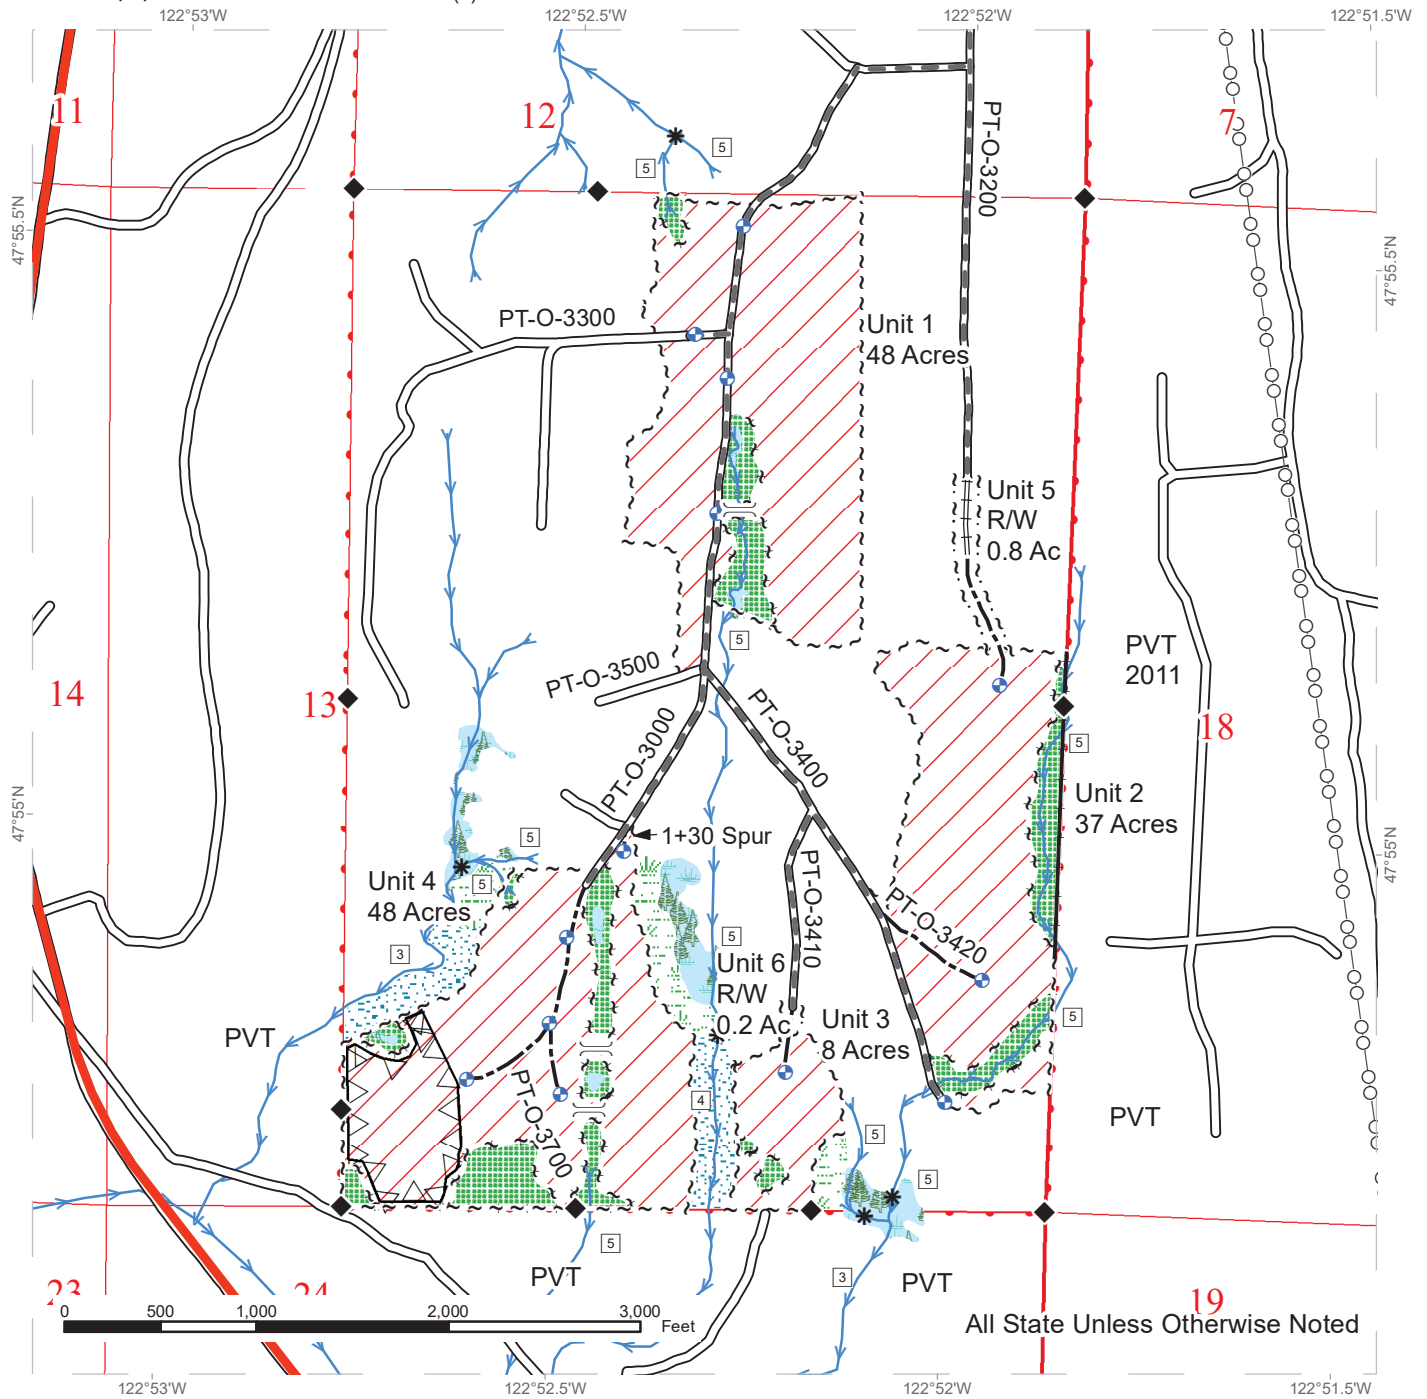 122°53'W
122°52.5'W
122°52'W
122°51.5'W
11
12
7
5
5
PT-O-3200
47°55.5'N
47°55.5'N
PT-O-3300
Unit 1
48 Acres
Unit 5
R/W
0.8 Ac
5
PT-O-3500
PVT
2011
14
13
18
PT-O-3000
PT-O-3400
5
Unit 2
37 Acres
47°55'N
47°55'N
1+30 Spur
5
5
Unit 4
48 Acres
PT-O-3410
PT-O-3420
3
5
Unit 6
R/W
0.2 Ac
Unit 3
8 Acres
5
PVT
PT-O-3700
4
PVT
5
5
5
PVT
3
PVT
23
24
19
0
500
1,000
2,000
3,000
Feet
All State Unless Otherwise Noted
122°53'W
122°52.5'W
122°52'W
122°51.5'W